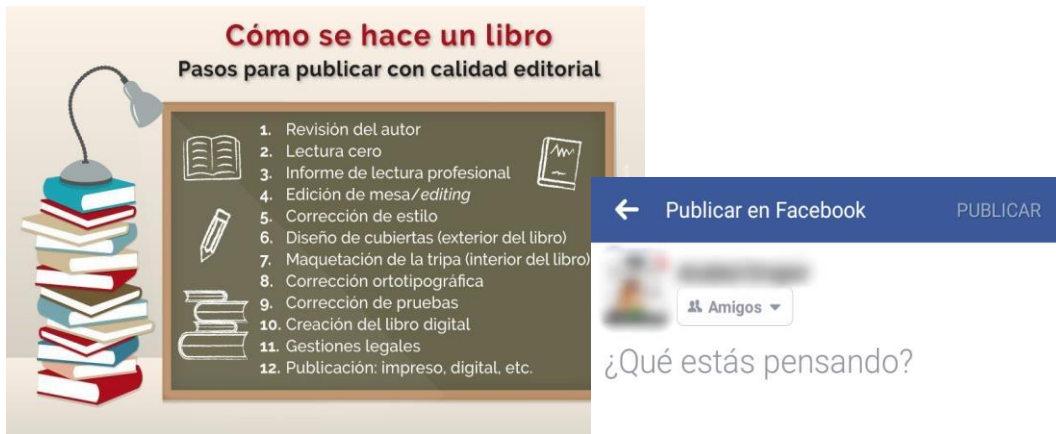 Cómo se hace un libro
Pasos para publicar con calidad editorial
1. Revisión del autor
2. Lectura cero
3. Informe de lectura profesional
4. Edición de mesa/editing
5. Corrección de estilo
6. Diseño de cubiertas (exterior del libro)
7. Maquetación de la tripa (interior del libro)
8. Corrección ortotipográfica
9. Corrección de pruebas
10. Creación del libro digital
11. Gestiones legales
12. Publicación: impreso, digital, etc.
Publicar en Facebook PUBLICAR
Amigos
¿Qué estás pensando?